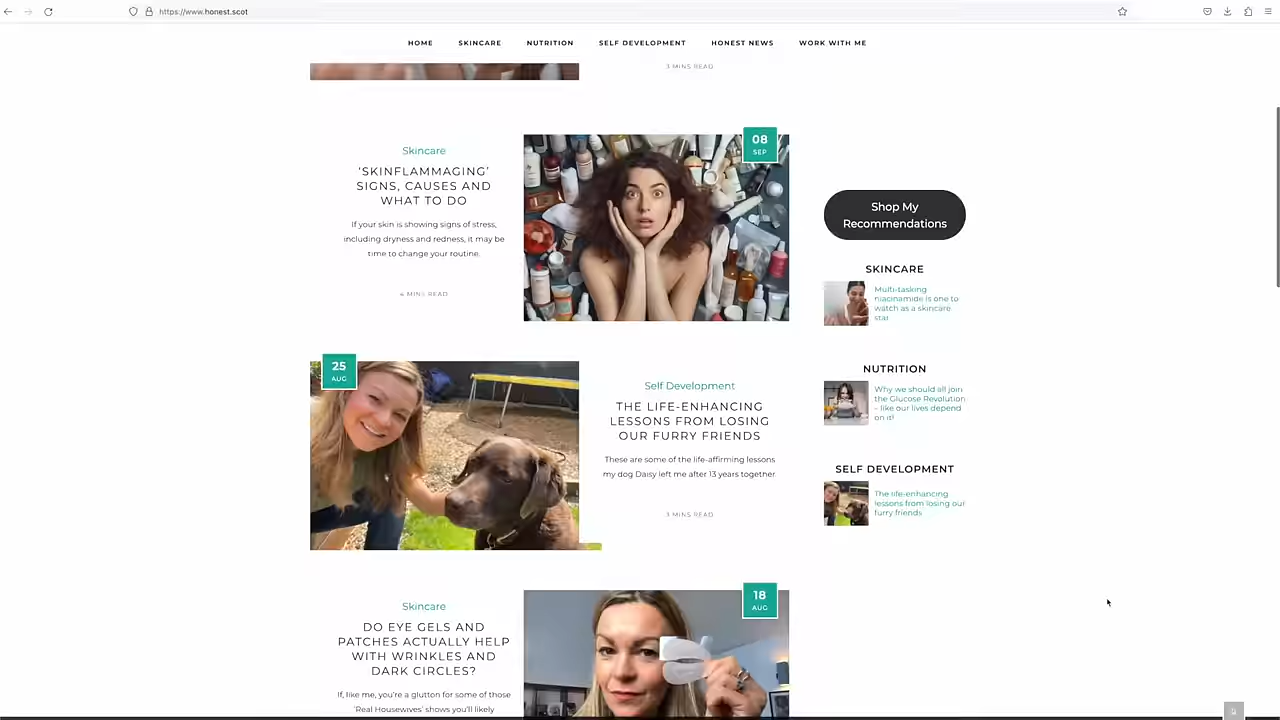 https://www.honest.scot
HOME SKINCARE NUTRITION SELF DEVELOPMENT HONEST NEWS WORK WITH ME
3 MINS READ
Skincare
'SKINFLAMMAGING'
SIGNS, CAUSES AND
WHAT TO DO
If your skin is showing signs of stress,
including dryness and redness, it may be
time to change your routine.
4 MINS READ
08
SEP
25
AUG
Self Development
THE LIFE-ENHANCING
LESSONS FROM LOSING
OUR FURRY FRIENDS
These are some of the life-affirming lessons
my dog Daisy left me after 13 years together
3 MINS READ
Skincare
DO EYE GELS AND
PATCHES ACTUALLY HELP
WITH WRINKLES AND
DARK CIRCLES?
If, like me, you're a glutton for some of those
'Real Housewives' shows you'll likely
18
AUG
Shop My
Recommendations
SKINCARE
Multi-tasking
niacinamide is one to
watch as a skincare
star
NUTRITION
Why we should all join
the Glucose Revolution
- like our lives depend
on it!
SELF DEVELOPMENT
The life-enhancing
lessons from losing our
furry friends